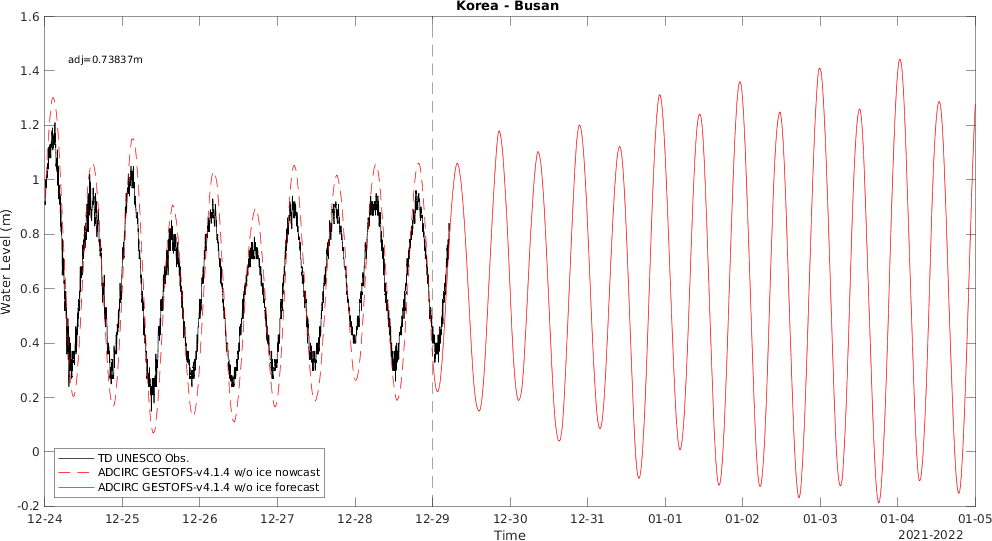 Korea - Busan
1.6
1.4
1.2
1
0.8
0.6
0.4
0.2
0
-0.2
Water Level (m)
adj=0.73837m
TD UNESCO Obs.
ADCIRC GESTOFS-v4.1.4 w/o ice nowcast
ADCIRC GESTOFS-v4.1.4 w/o ice forecast
12-24 12-25 12-26 12-27 12-28 12-29 12-30 12-31 01-01 01-02 01-03 01-04 01-05
Time
2021-2022